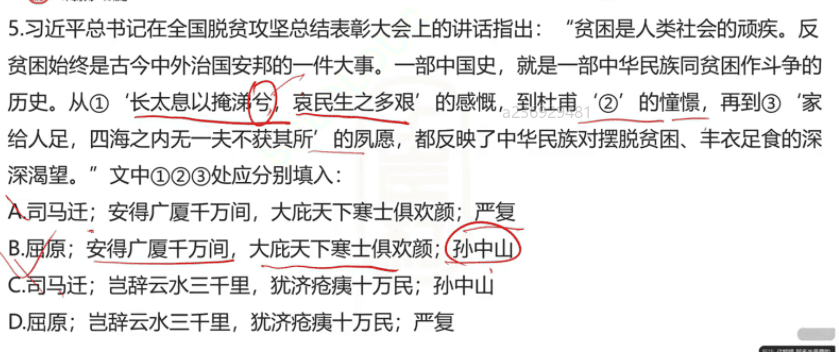 5.习近平总书记在全国脱贫攻坚总结表彰大会上的讲话指出：“贫困是人类社会的顽疾。反
贫困始终是古今中外治国安邦的一件大事。一部中国史，就是一部中华民族同贫困作斗争的
历史。从①‘长太息以掩涕兮，哀民生之多艰’的感慨，到杜甫‘②’的憧憬，再到③‘家
a236929481
给人足，四海之内无一夫不获其所’的夙愿，都反映了中华民族对摆脱贫困、丰衣足食的深
深渴望。”文中①②③处应分别填入：
A.司马迁；安得广厦千万间，大庇天下寒士俱欢颜；严复
B.屈原；安得广厦千万间，大庇天下寒士俱欢颜；孙中山
C.司马迁；岂辞云水三千里，犹济疮痍十万民；孙中山
D.屈原；岂辞云水三千里，犹济疮痍十万民；严复